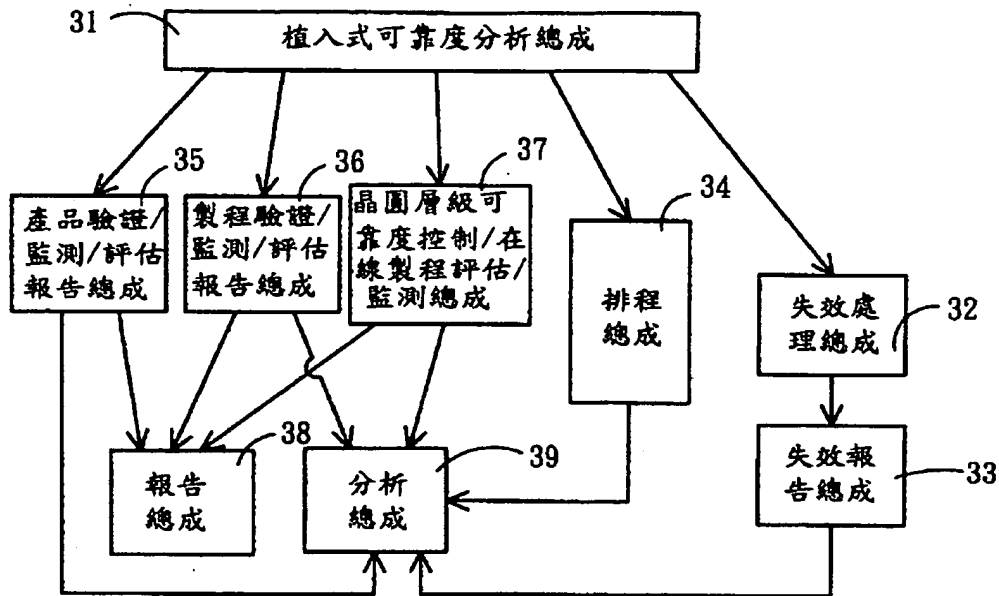 31
植入式可靠度分析總成
35
產品驗證/
監測/評估
報告總成
36
製程驗證/
監測/評估
報告總成
37
晶圓層級可
靠度控制/在
線製程評估/
監測總成
34
排程
總成
失效處
理總成
32
38
報告
總成
39
分析
總成
失效報
告總成
33